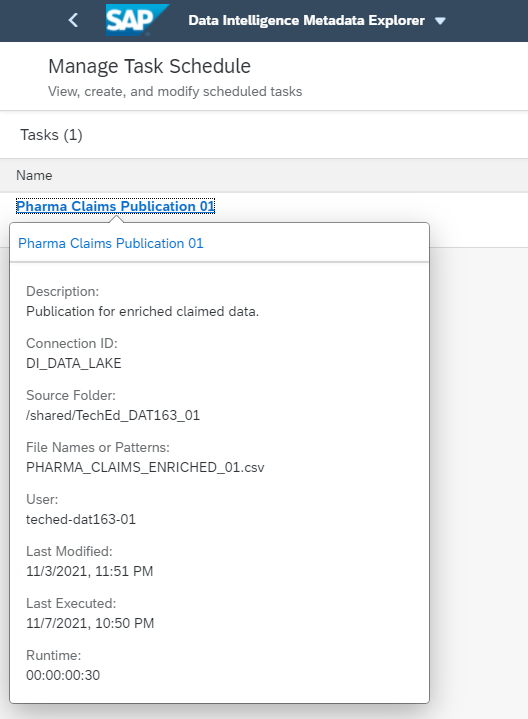 SAP Data Intelligence Metadata Explorer
Manage Task Schedule
View, create, and modify scheduled tasks
Tasks (1)
Name
Pharma Claims Publication 01
Pharma Claims Publication 01
Description:
Publication for enriched claimed data.
Connection ID:
DI_DATA_LAKE
Source Folder:
/shared/TechEd_DAT163_01
File Names or Patterns:
PHARMA_CLAIMS_ENRICHED_01.csv
User:
teched-dat163-01
Last Modified:
11/3/2021, 11:51 PM
Last Executed:
11/7/2021, 10:50 PM
Runtime:
00:00:00:30